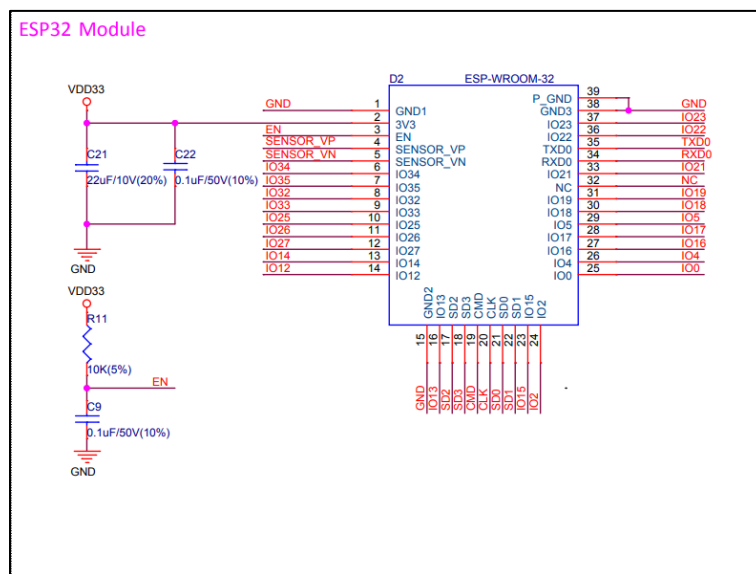 ESP32 Module
D2 ESP-WROOM-32
VDD33
C21
22uF/10V(20%)
C22
0.1uF/50V(10%)
GND
VDD33
R11
10K(5%)
EN
C9
0.1uF/50V(10%)
GND
GND 1 GND1
2 3V3
EN 3 EN
SENSOR_VP 4 SENSOR_VP
SENSOR_VN 5 SENSOR_VN
IO34 6 IO34
IO35 7 IO35
IO32 8 IO32
IO33 9 IO33
IO25 10 IO25
IO26 11 IO26
IO27 12 IO27
IO14 13 IO14
IO12 14 IO12
P_GND 39
GND3 38 GND
IO23 37 IO23
IO22 36 IO22
TXD0 35 TXD0
RXD0 34 RXD0
IO21 33 IO21
NC 32 NC
IO19 31 IO19
IO18 30 IO18
IO5 29 IO5
IO17 28 IO17
IO16 27 IO16
IO4 26 IO4
IO0 25 IO0
GND2 15 GND
IO13 16 IO13
SD2 17 SD2
SD3 18 SD3
CMD 19 CMD
CLK 20 CLK
SD0 21 SD0
SD1 22 SD1
IO15 23 IO15
IO2 24 IO2